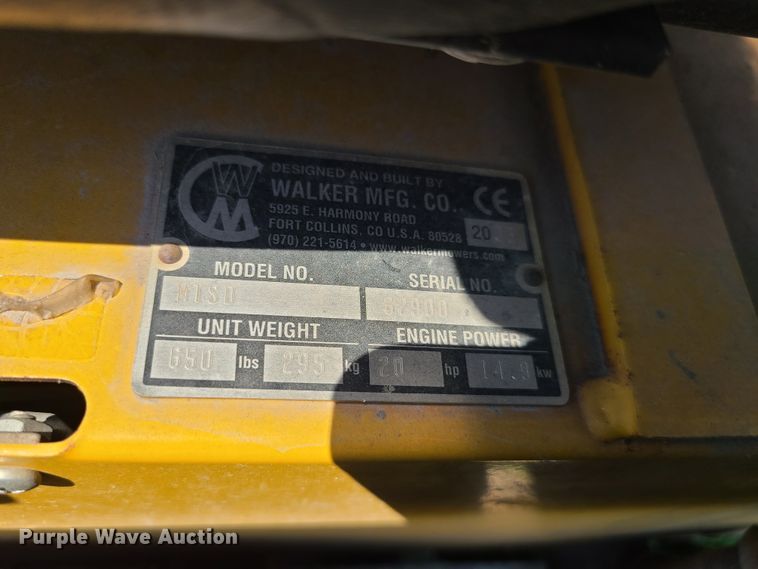 WM
DESIGNED AND BUILT BY
WALKER MFG. CO.
CE
5925 E. HARMONY ROAD
FORT COLLINS, CO U.S.A. 80528
(970) 221-5614 • www.walkermowers.com
MODEL NO.
SERIAL NO.
UNIT WEIGHT
ENGINE POWER
650 lbs 295 kg 20 hp 14.9 kw
Purple Wave Auction